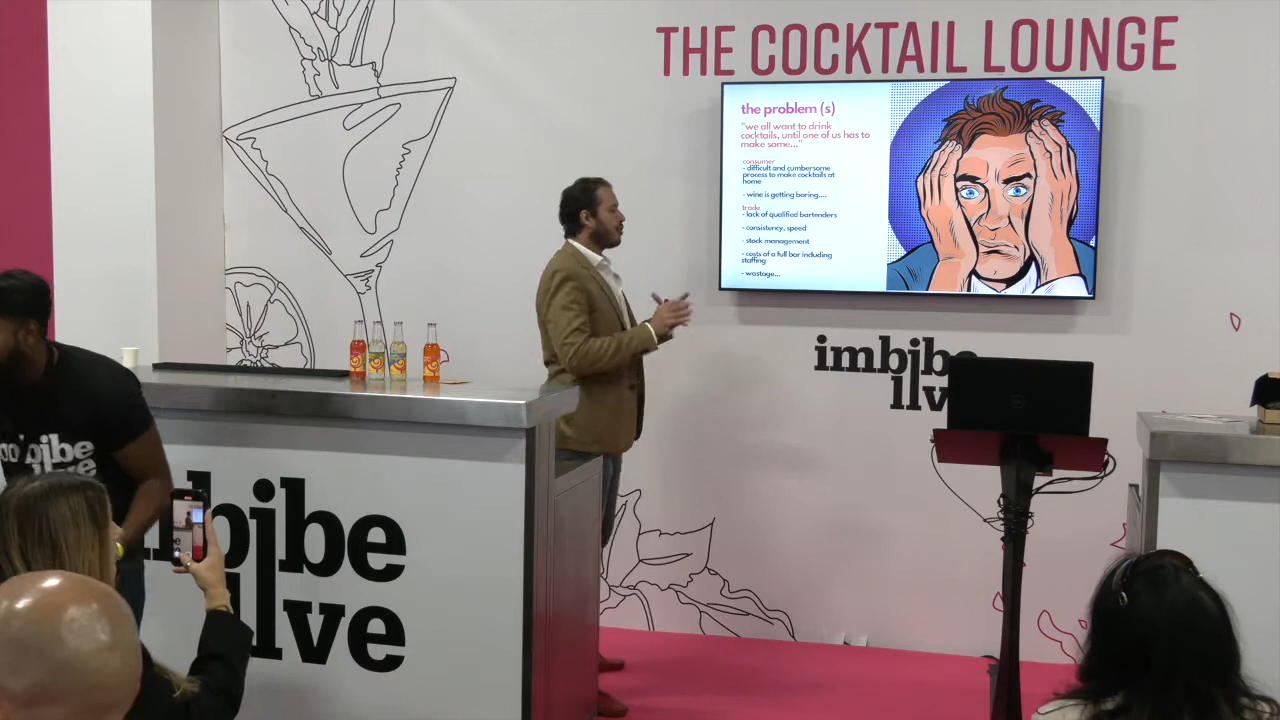 THE COCKTAIL LOUNGE
the problem (s)
"we all want to drink
cocktails, until one of us has to
make some..."
consumer
- difficult and cumbersome
process to make cocktails at
home
- wine is getting boring....
trade
- lack of qualified bartenders
- consistency, speed
- stock management
- costs of a full bar including
staffing
- wastage...
imbibe
live
bibe
live
imbibe
live